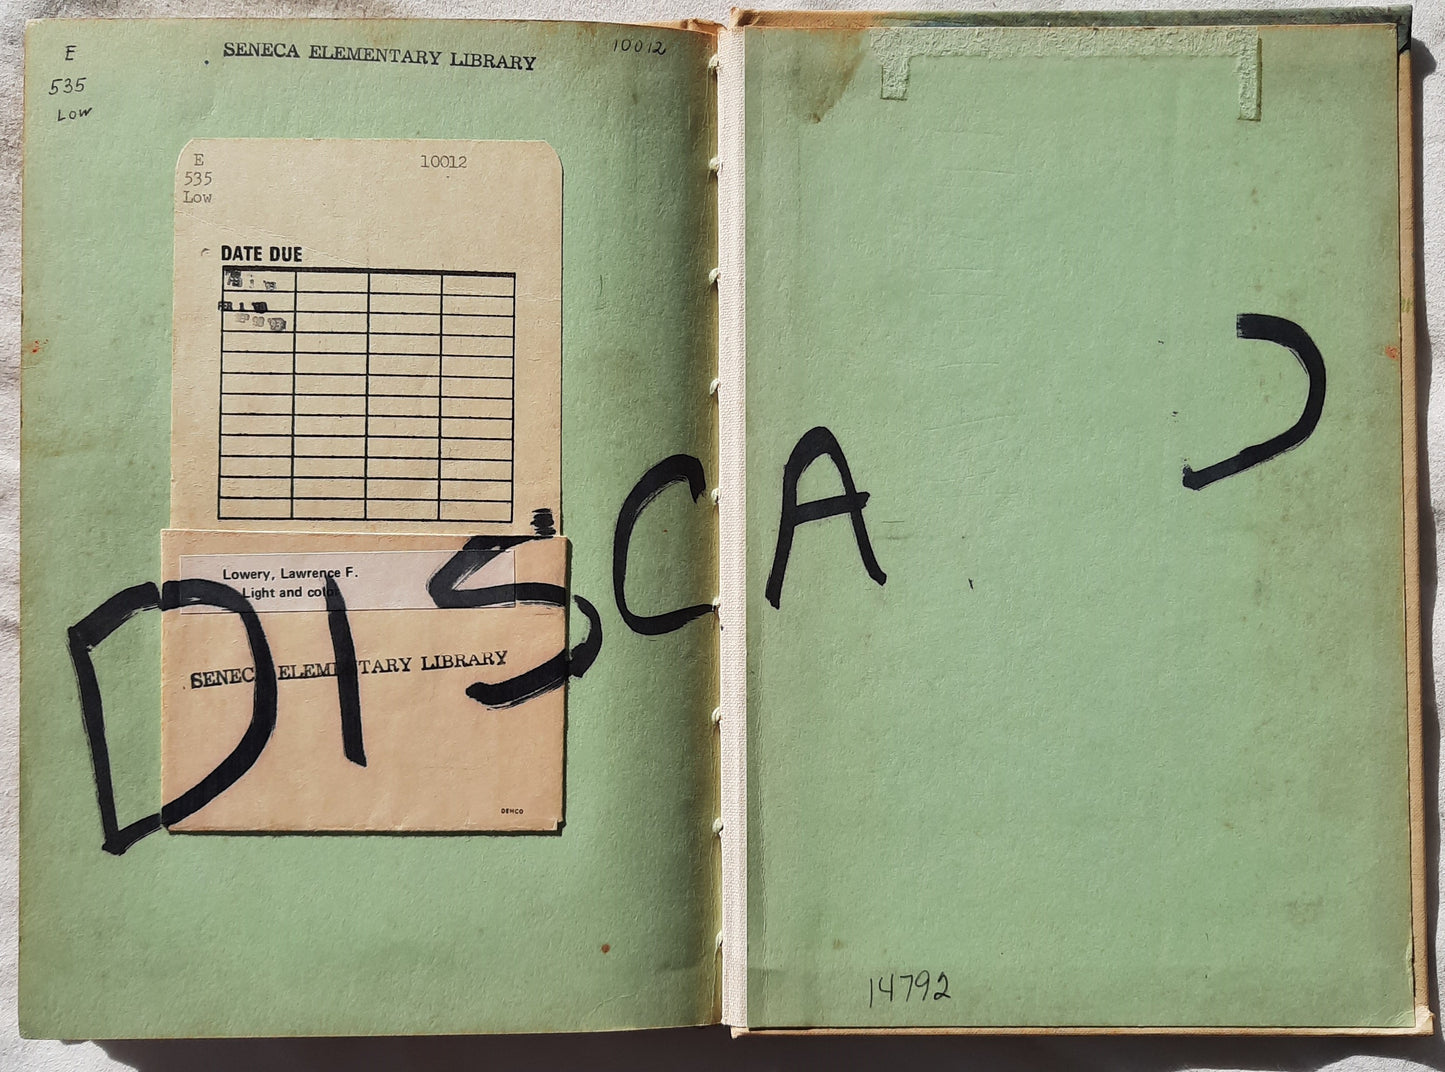 E
535
Low
SENECA ELEMENTARY LIBRARY
10012
E
535
Low
10012
DATE DUE
Lowery, Lawrence F.
Light and color
SENECA ELEMENTARY LIBRARY
DEMCO
DISCA
14792